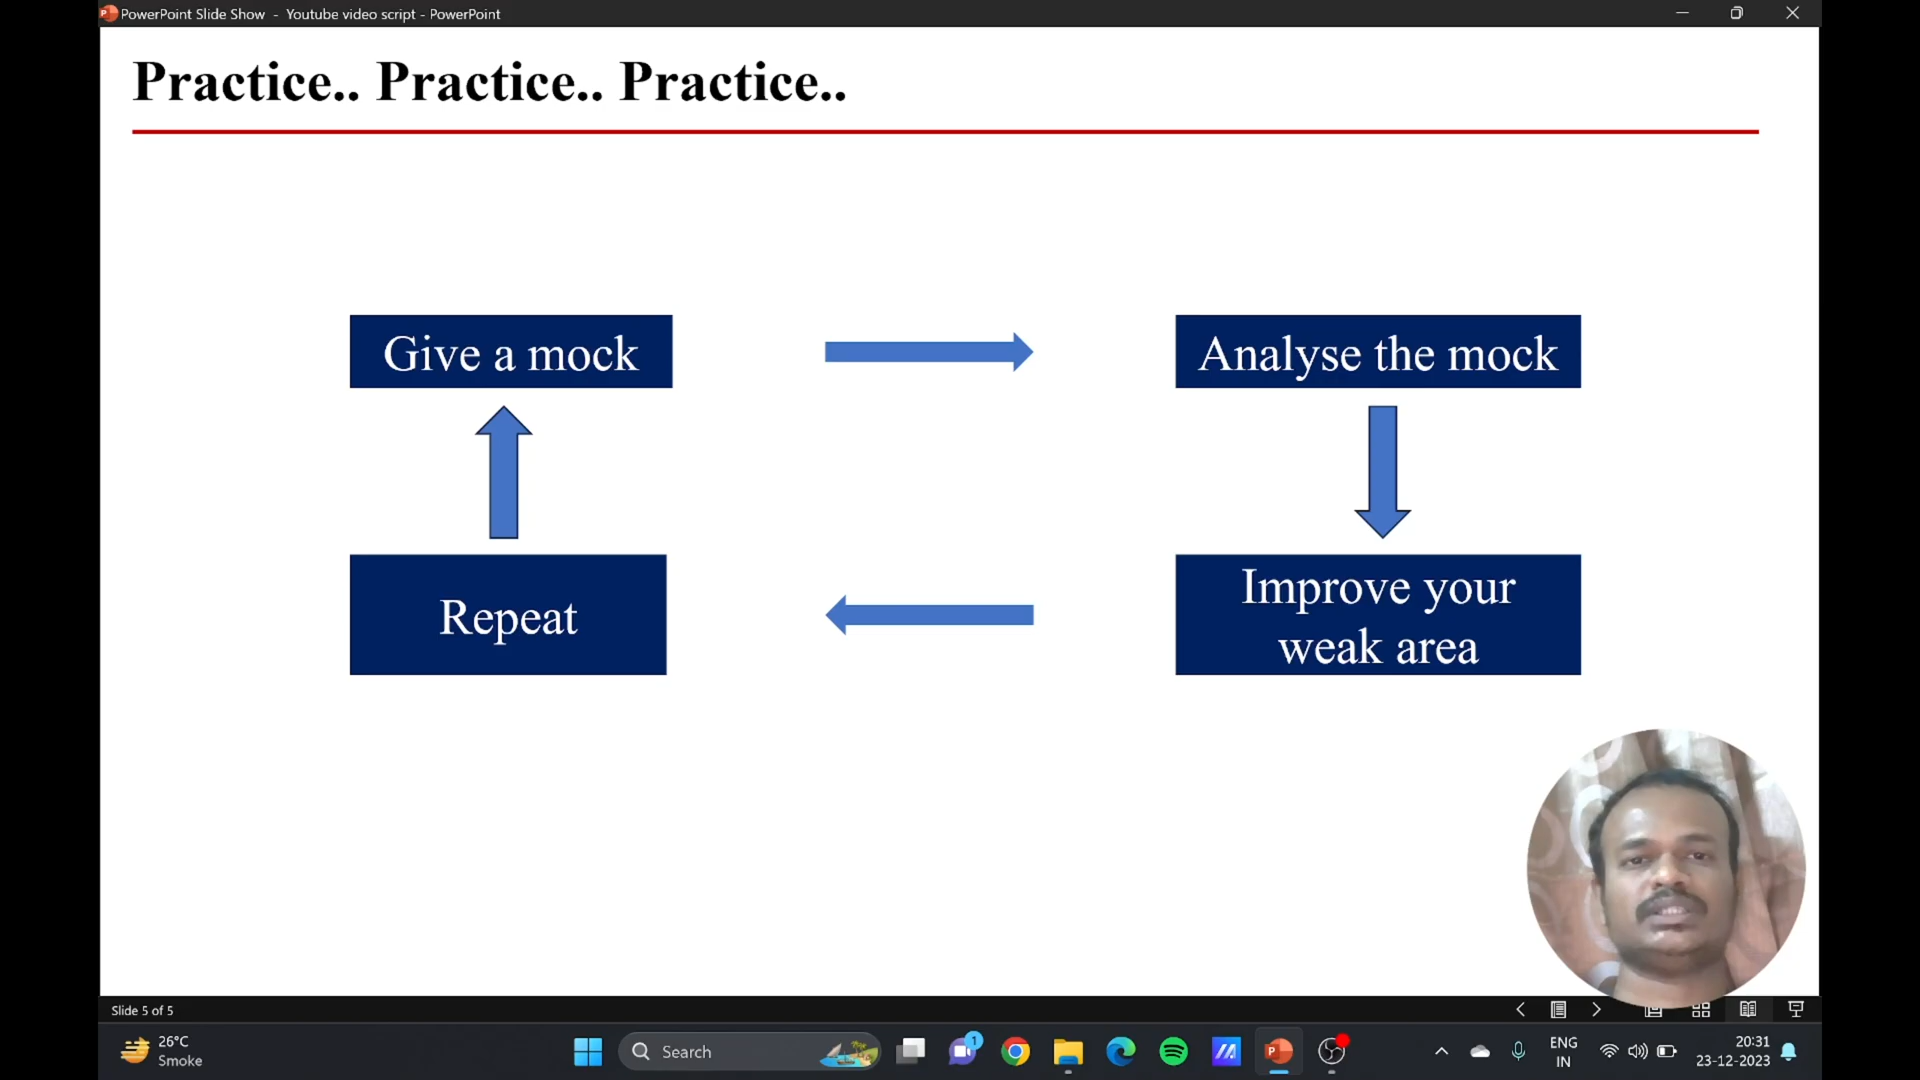 PowerPoint Slide Show - Youtube video script - PowerPoint
Practice.. Practice.. Practice..
Give a mock
Analyse the mock
Repeat
Improve your
weak area
Slide 5 of 5
26°C
Smoke
Search
1
ENG
IN
20:31
23-12-2023